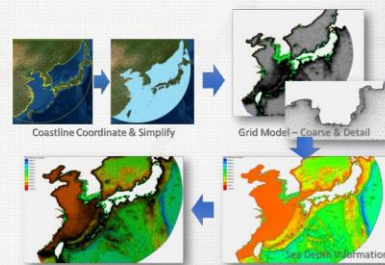 Coastline Coordinate & Simplify
Grid Model – Coarse & Detail
Sea Depth Information